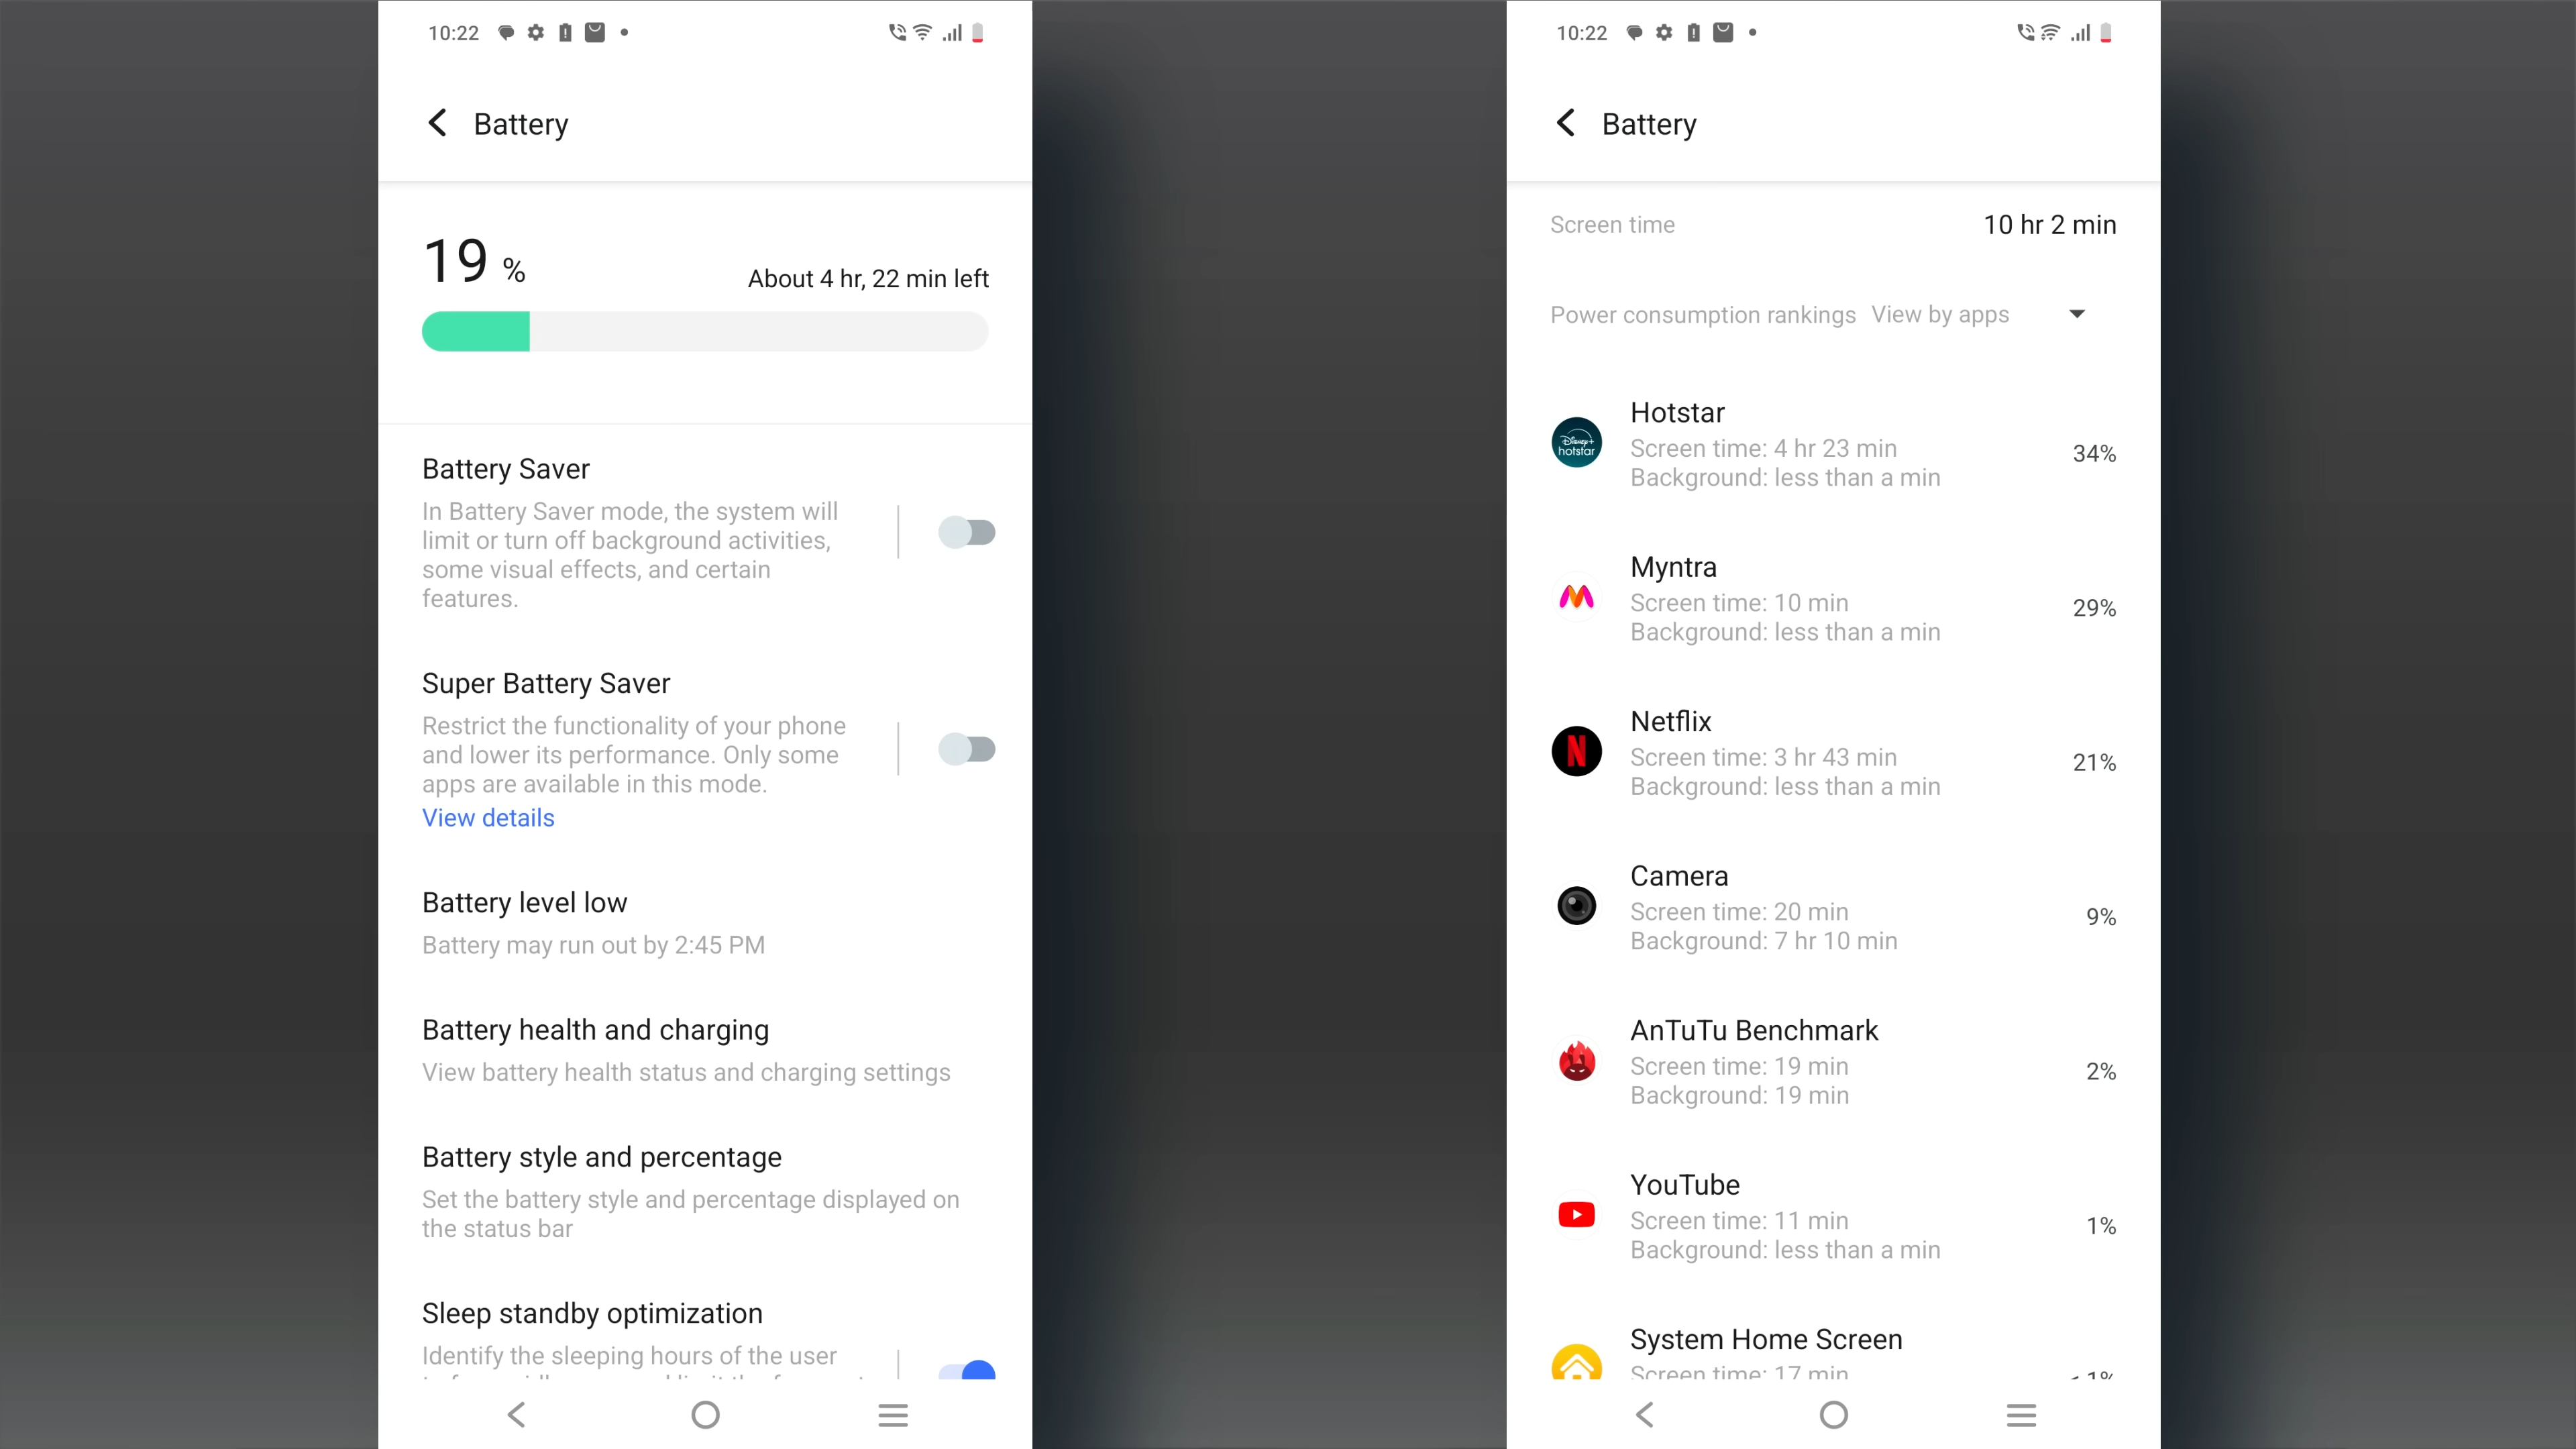 10:22
Battery
19 %
About 4 hr, 22 min left
Battery Saver
In Battery Saver mode, the system will
limit or turn off background activities,
some visual effects, and certain
features.
Super Battery Saver
Restrict the functionality of your phone
and lower its performance. Only some
apps are available in this mode.
View details
Battery level low
Battery may run out by 2:45 PM
Battery health and charging
View battery health status and charging settings
Battery style and percentage
Set the battery style and percentage displayed on
the status bar
Sleep standby optimization
Identify the sleeping hours of the user
10:22
Battery
Screen time 10 hr 2 min
Power consumption rankings View by apps
Disney+
hotstar
Hotstar
Screen time: 4 hr 23 min
Background: less than a min
34%
Myntra
Screen time: 10 min
Background: less than a min
29%
Netflix
Screen time: 3 hr 43 min
Background: less than a min
21%
Camera
Screen time: 20 min
Background: 7 hr 10 min
9%
AnTuTu Benchmark
Screen time: 19 min
Background: 19 min
2%
YouTube
Screen time: 11 min
Background: less than a min
1%
System Home Screen
Screen time: 17 min
< 1%